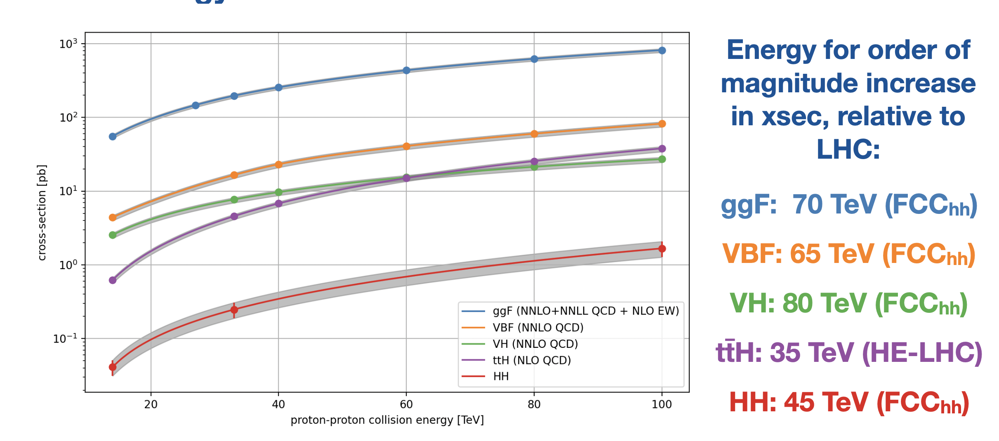 gy
10³
10²
10¹
10⁰
10⁻¹
cross-section [pb]
20 40 60 80 100
proton-proton collision energy [TeV]
ggF (NNLO+NNLL QCD + NLO EW)
VBF (NNLO QCD)
VH (NNLO QCD)
ttH (NLO QCD)
HH
Energy for order of
magnitude increase
in xsec, relative to
LHC:
ggF: 70 TeV (FCChh)
VBF: 65 TeV (FCChh)
VH: 80 TeV (FCChh)
tt̄H: 35 TeV (HE-LHC)
HH: 45 TeV (FCChh)